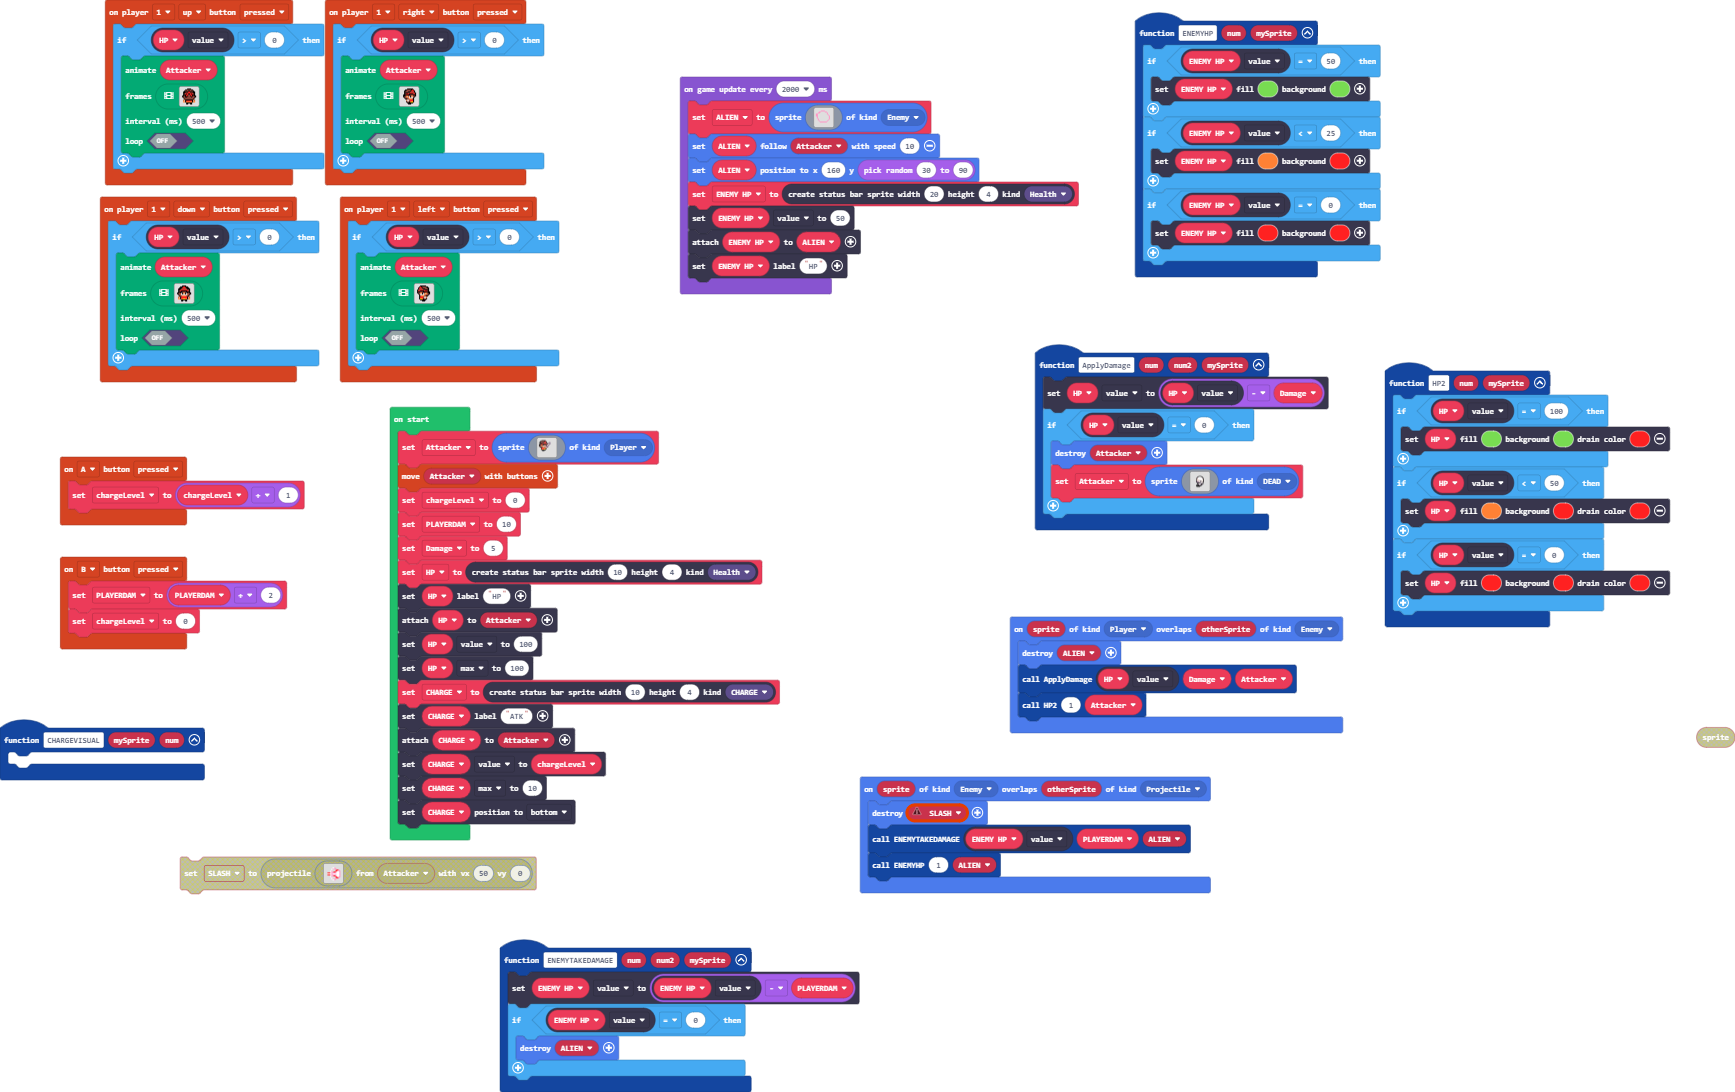 on player 1 up button pressed
if HP value > 0 then
animate Attacker
frames
interval (ms) 500
loop OFF
on player 1 right button pressed
if HP value > 0 then
animate Attacker
frames
interval (ms) 500
loop OFF
on player 1 down button pressed
if HP value > 0 then
animate Attacker
frames
interval (ms) 500
loop OFF
on player 1 left button pressed
if HP value > 0 then
animate Attacker
frames
interval (ms) 500
loop OFF
on game update every 2000 ms
set ALIEN to sprite of kind Enemy
set ALIEN follow Attacker with speed 10
set ALIEN position to x 160 y pick random 30 to 90
set ENEMY HP to create status bar sprite width 20 height 4 kind Health
set ENEMY HP value to 50
attach ENEMY HP to ALIEN
set ENEMY HP label "HP"
function ENEMYHP num mySprite
if ENEMY HP value = 50 then
set ENEMY HP fill background
if ENEMY HP value < 25 then
set ENEMY HP fill background
if ENEMY HP value = 0 then
set ENEMY HP fill background
function ApplyDamage num num2 mySprite
set HP value to HP value - Damage
if HP value = 0 then
destroy Attacker
set Attacker to sprite of kind DEAD
function HP2 num mySprite
if HP value = 100 then
set HP fill background drain color
if HP value < 50 then
set HP fill background drain color
if HP value = 0 then
set HP fill background drain color
on A button pressed
set chargeLevel to chargeLevel + 1
on B button pressed
set PLAYERDAM to PLAYERDAM + 2
set chargeLevel to 0
function CHARGEVISUAL mySprite num
on start
set Attacker to sprite of kind Player
move Attacker with buttons
set chargeLevel to 0
set PLAYERDAM to 10
set Damage to 5
set HP to create status bar sprite width 10 height 4 kind Health
set HP label "HP"
attach HP to Attacker
set HP value to 100
set HP max to 100
set CHARGE to create status bar sprite width 10 height 4 kind CHARGE
set CHARGE label "ATK"
attach CHARGE to Attacker
set CHARGE value to chargeLevel
set CHARGE max to 10
set CHARGE position to bottom
set SLASH to projectile from Attacker with vx 50 vy 0
on sprite of kind Player overlaps otherSprite of kind Enemy
destroy ALIEN
call ApplyDamage HP value Damage Attacker
call HP2 1 Attacker
sprite
on sprite of kind Enemy overlaps otherSprite of kind Projectile
destroy SLASH
call ENEMYTAKEDAMAGE ENEMY HP value PLAYERDAM ALIEN
call ENEMYHP 1 ALIEN
function ENEMYTAKEDAMAGE num num2 mySprite
set ENEMY HP value to ENEMY HP value - PLAYERDAM
if ENEMY HP value = 0 then
destroy ALIEN